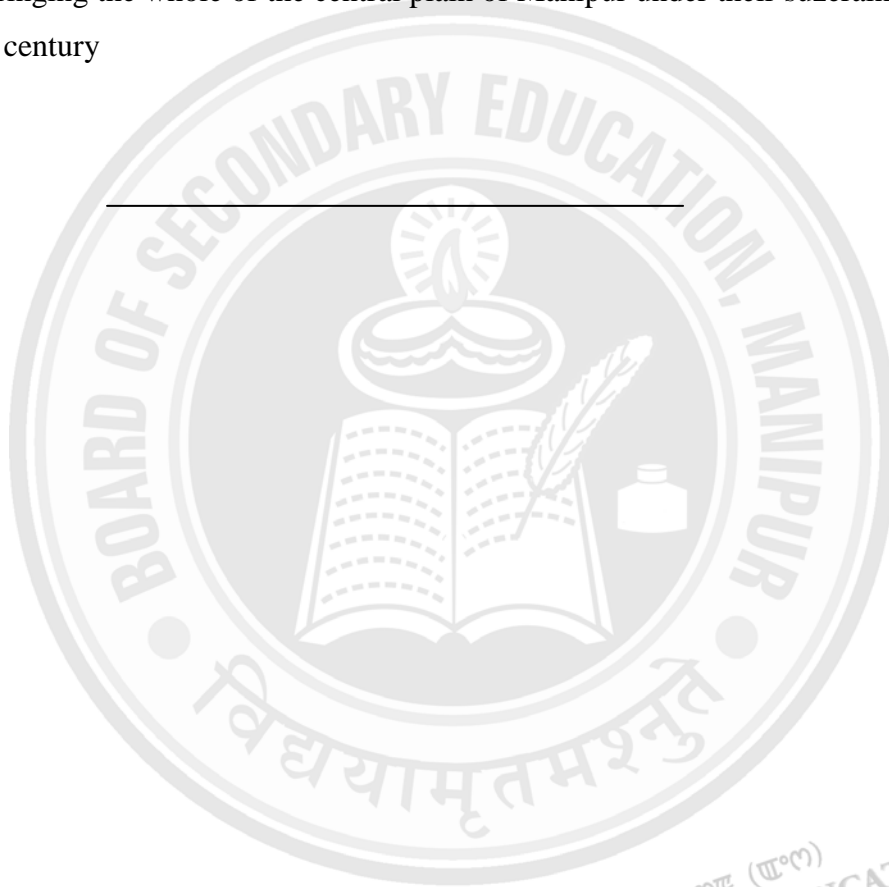 inging the whole of the central plain of Manipur under their suzerain
century
BOARD OF SECONDARY EDUCATION, MANIPUR
विद्ययामृतमश्नुते